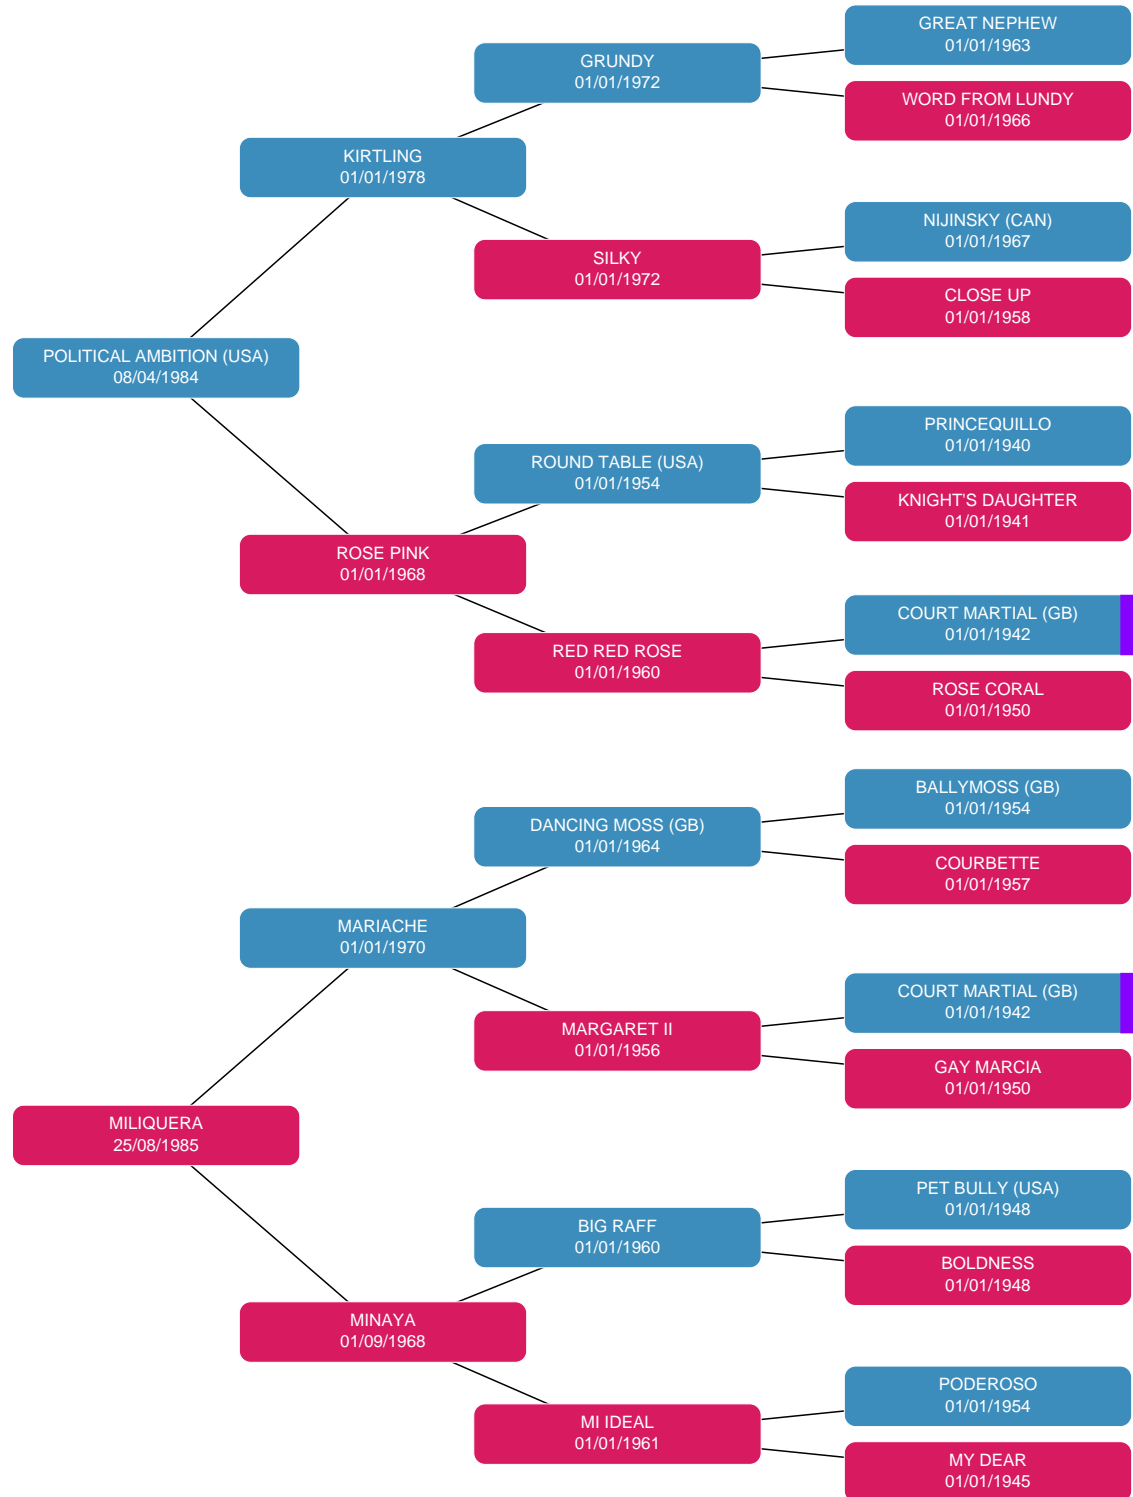 GREAT NEPHEW
01/01/1963
GRUNDY
01/01/1972
WORD FROM LUNDY
01/01/1966
KIRTLING
01/01/1978
NIJINSKY (CAN)
01/01/1967
SILKY
01/01/1972
CLOSE UP
01/01/1958
POLITICAL AMBITION (USA)
08/04/1984
PRINCEQUILLO
01/01/1940
ROUND TABLE (USA)
01/01/1954
KNIGHT'S DAUGHTER
01/01/1941
ROSE PINK
01/01/1968
COURT MARTIAL (GB)
01/01/1942
RED RED ROSE
01/01/1960
ROSE CORAL
01/01/1950
BALLYMOSS (GB)
01/01/1954
DANCING MOSS (GB)
01/01/1964
COURBETTE
01/01/1957
MARIACHE
01/01/1970
COURT MARTIAL (GB)
01/01/1942
MARGARET II
01/01/1956
GAY MARCIA
01/01/1950
MILIQUERA
25/08/1985
PET BULLY (USA)
01/01/1948
BIG RAFF
01/01/1960
BOLDNESS
01/01/1948
MINAYA
01/09/1968
PODEROSO
01/01/1954
MI IDEAL
01/01/1961
MY DEAR
01/01/1945